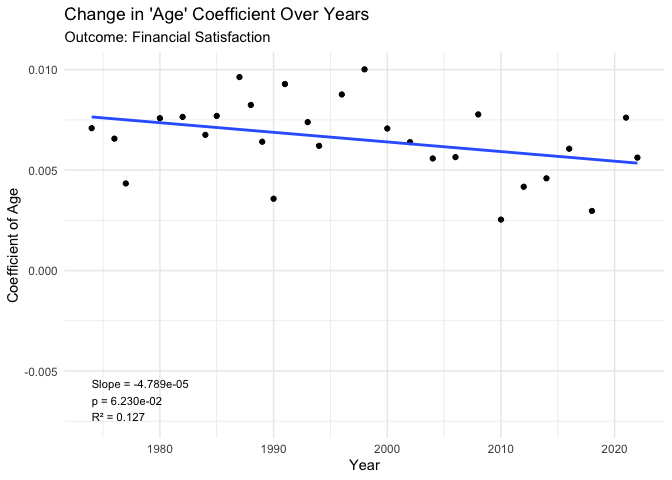 Change in 'Age' Coefficient Over Years
Outcome: Financial Satisfaction
0.010
0.005
0.000
-0.005
Coefficient of Age
Slope = -4.789e-05
p = 6.230e-02
R² = 0.127
1980
1990
2000
2010
2020
Year